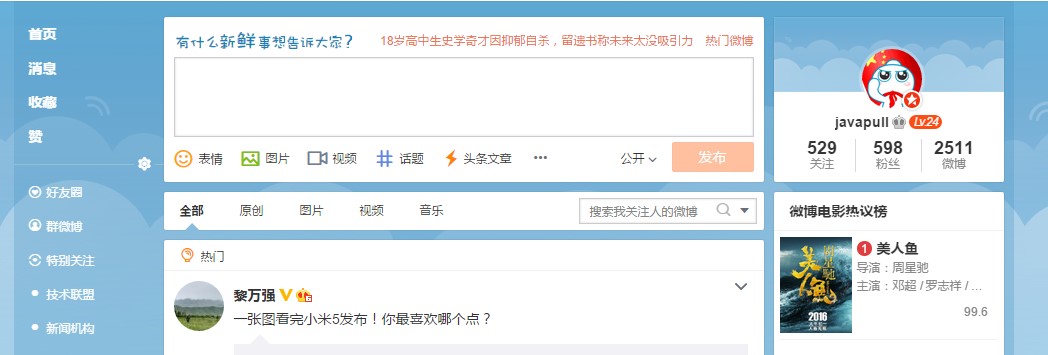 首页
消息
收藏
赞
好友圈
群微博
特别关注
技术联盟
新闻机构
有什么新鲜事想告诉大家?
18岁高中生史学奇才因抑郁自杀，留遗书称未来太没吸引力 热门微博
表情 图片 视频 话题 头条文章 公开 发布
全部 原创 图片 视频 音乐 搜索我关注人的微博
热门
黎万强
一张图看完小米5发布！你最喜欢哪个点？
javapull Lv.24
529 598 2511
关注 粉丝 微博
微博电影热议榜
周星驰
美人鱼
2016
1 美人鱼
导演：周星驰
主演：邓超 / 罗志祥 / ...
99.6